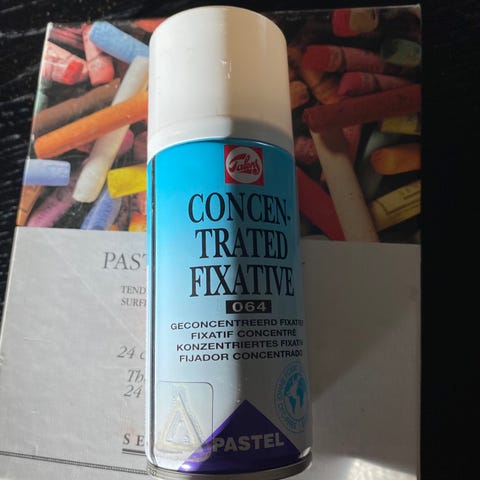 Talens
CONCEN-
TRATED
FIXATIVE
064
GECONCENTREERD FIXATIEF
FIXATIF CONCENTRÉ
KONZENTRIERTES FIXATIV
FIJADOR CONCENTRADO
PASTEL
PAST
TEND
SURF
24
Th
24
S E